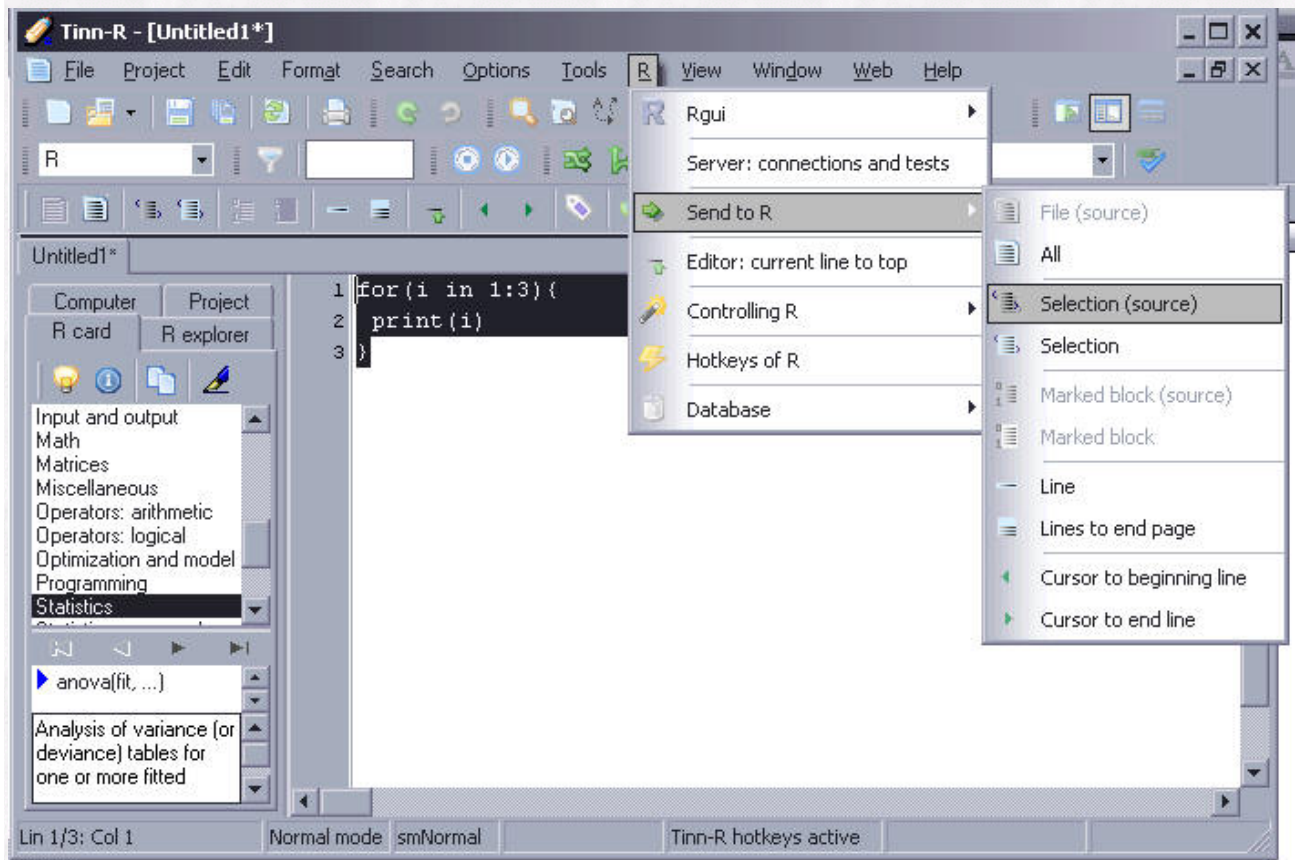 Tinn-R - [Untitled1*]
File Project Edit Format Search Options Tools R View Window Web Help
R
Untitled1*
Computer Project
R card R explorer
Input and output
Math
Matrices
Miscellaneous
Operators: arithmetic
Operators: logical
Optimization and model
Programming
Statistics
anova(fit, ...)
Analysis of variance (or
deviance) tables for
one or more fitted
1 for(i in 1:3){
2 print(i)
3 }
Rgui
Server: connections and tests
Send to R
Editor: current line to top
Controlling R
Hotkeys of R
Database
File (source)
All
Selection (source)
Selection
Marked block (source)
Marked block
Line
Lines to end page
Cursor to beginning line
Cursor to end line
Lin 1/3: Col 1 Normal mode smNormal Tinn-R hotkeys active